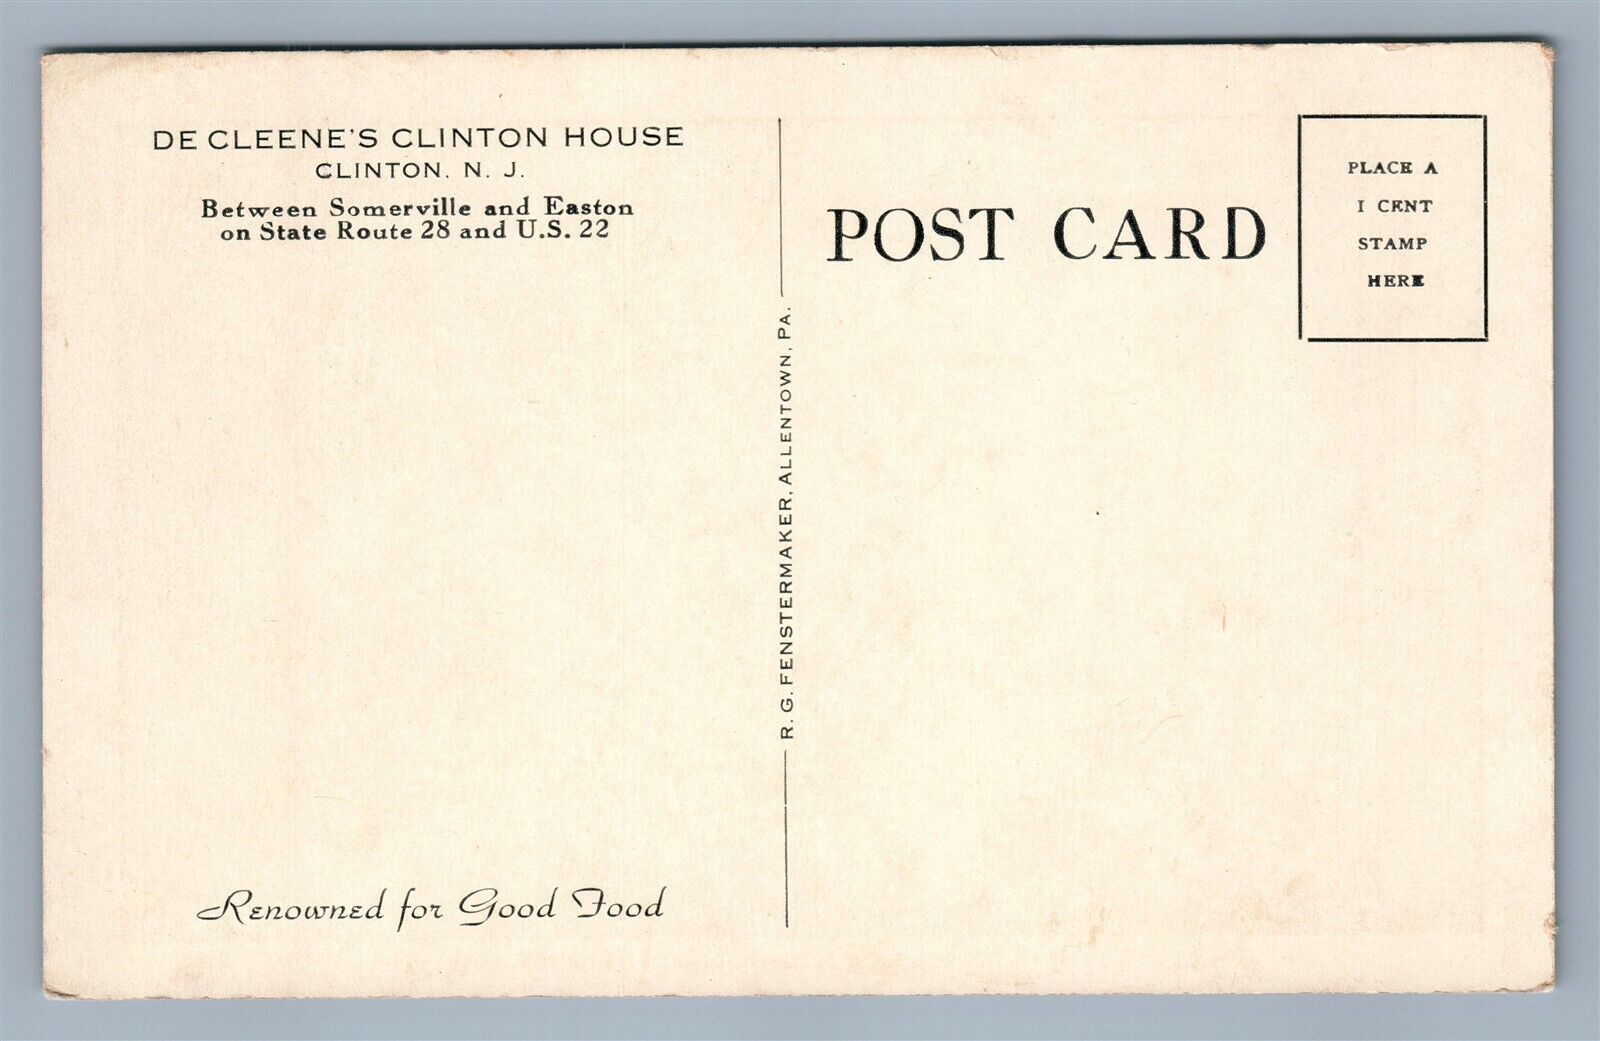 DE CLEENE'S CLINTON HOUSE
CLINTON, N. J.
Between Somerville and Easton
on State Route 28 and U.S. 22
Renowned for Good Food
R. G. FENSTERMAKER, ALLENTOWN, PA.
POST CARD
PLACE A
1 CENT
STAMP
HERE